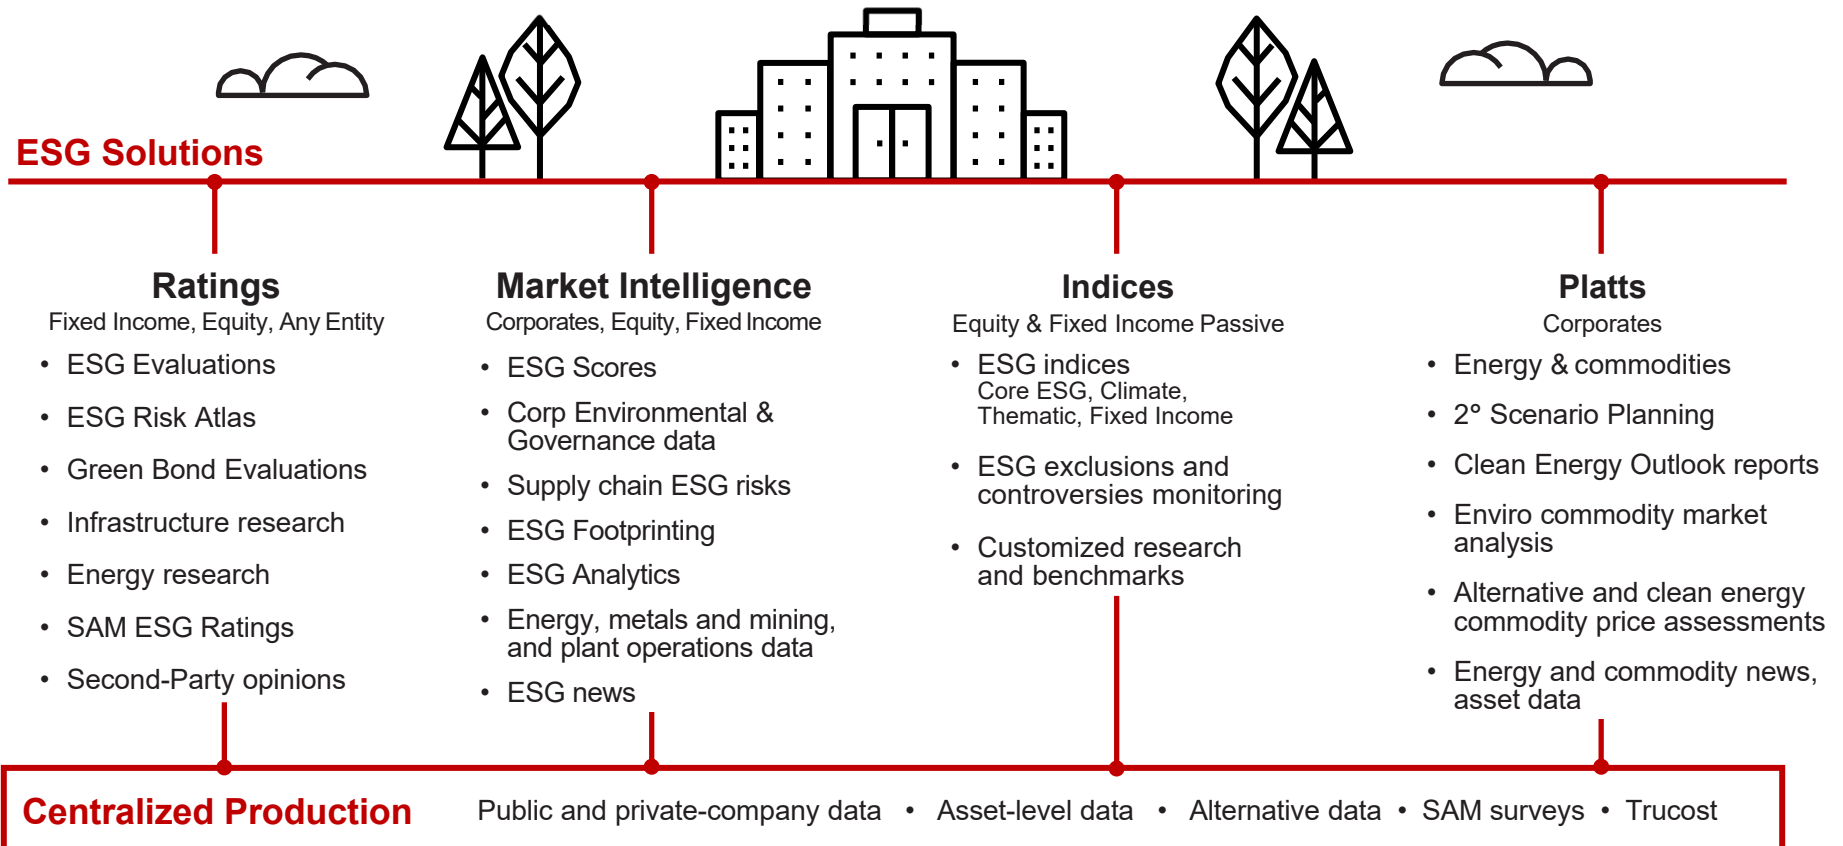 ESG Solutions
Ratings
Fixed Income, Equity, Any Entity
• ESG Evaluations
• ESG Risk Atlas
• Green Bond Evaluations
• Infrastructure research
• Energy research
• SAM ESG Ratings
• Second-Party opinions
Market Intelligence
Corporates, Equity, Fixed Income
• ESG Scores
• Corp Environmental &
Governance data
• Supply chain ESG risks
• ESG Footprinting
• ESG Analytics
• Energy, metals and mining,
and plant operations data
• ESG news
Indices
Equity & Fixed Income Passive
• ESG indices
Core ESG, Climate,
Thematic, Fixed Income
• ESG exclusions and
controversies monitoring
• Customized research
and benchmarks
Platts
Corporates
• Energy & commodities
• 2° Scenario Planning
• Clean Energy Outlook reports
• Enviro commodity market
analysis
• Alternative and clean energy
commodity price assessments
• Energy and commodity news,
asset data
Centralized Production
Public and private-company data • Asset-level data • Alternative data • SAM surveys • Trucost